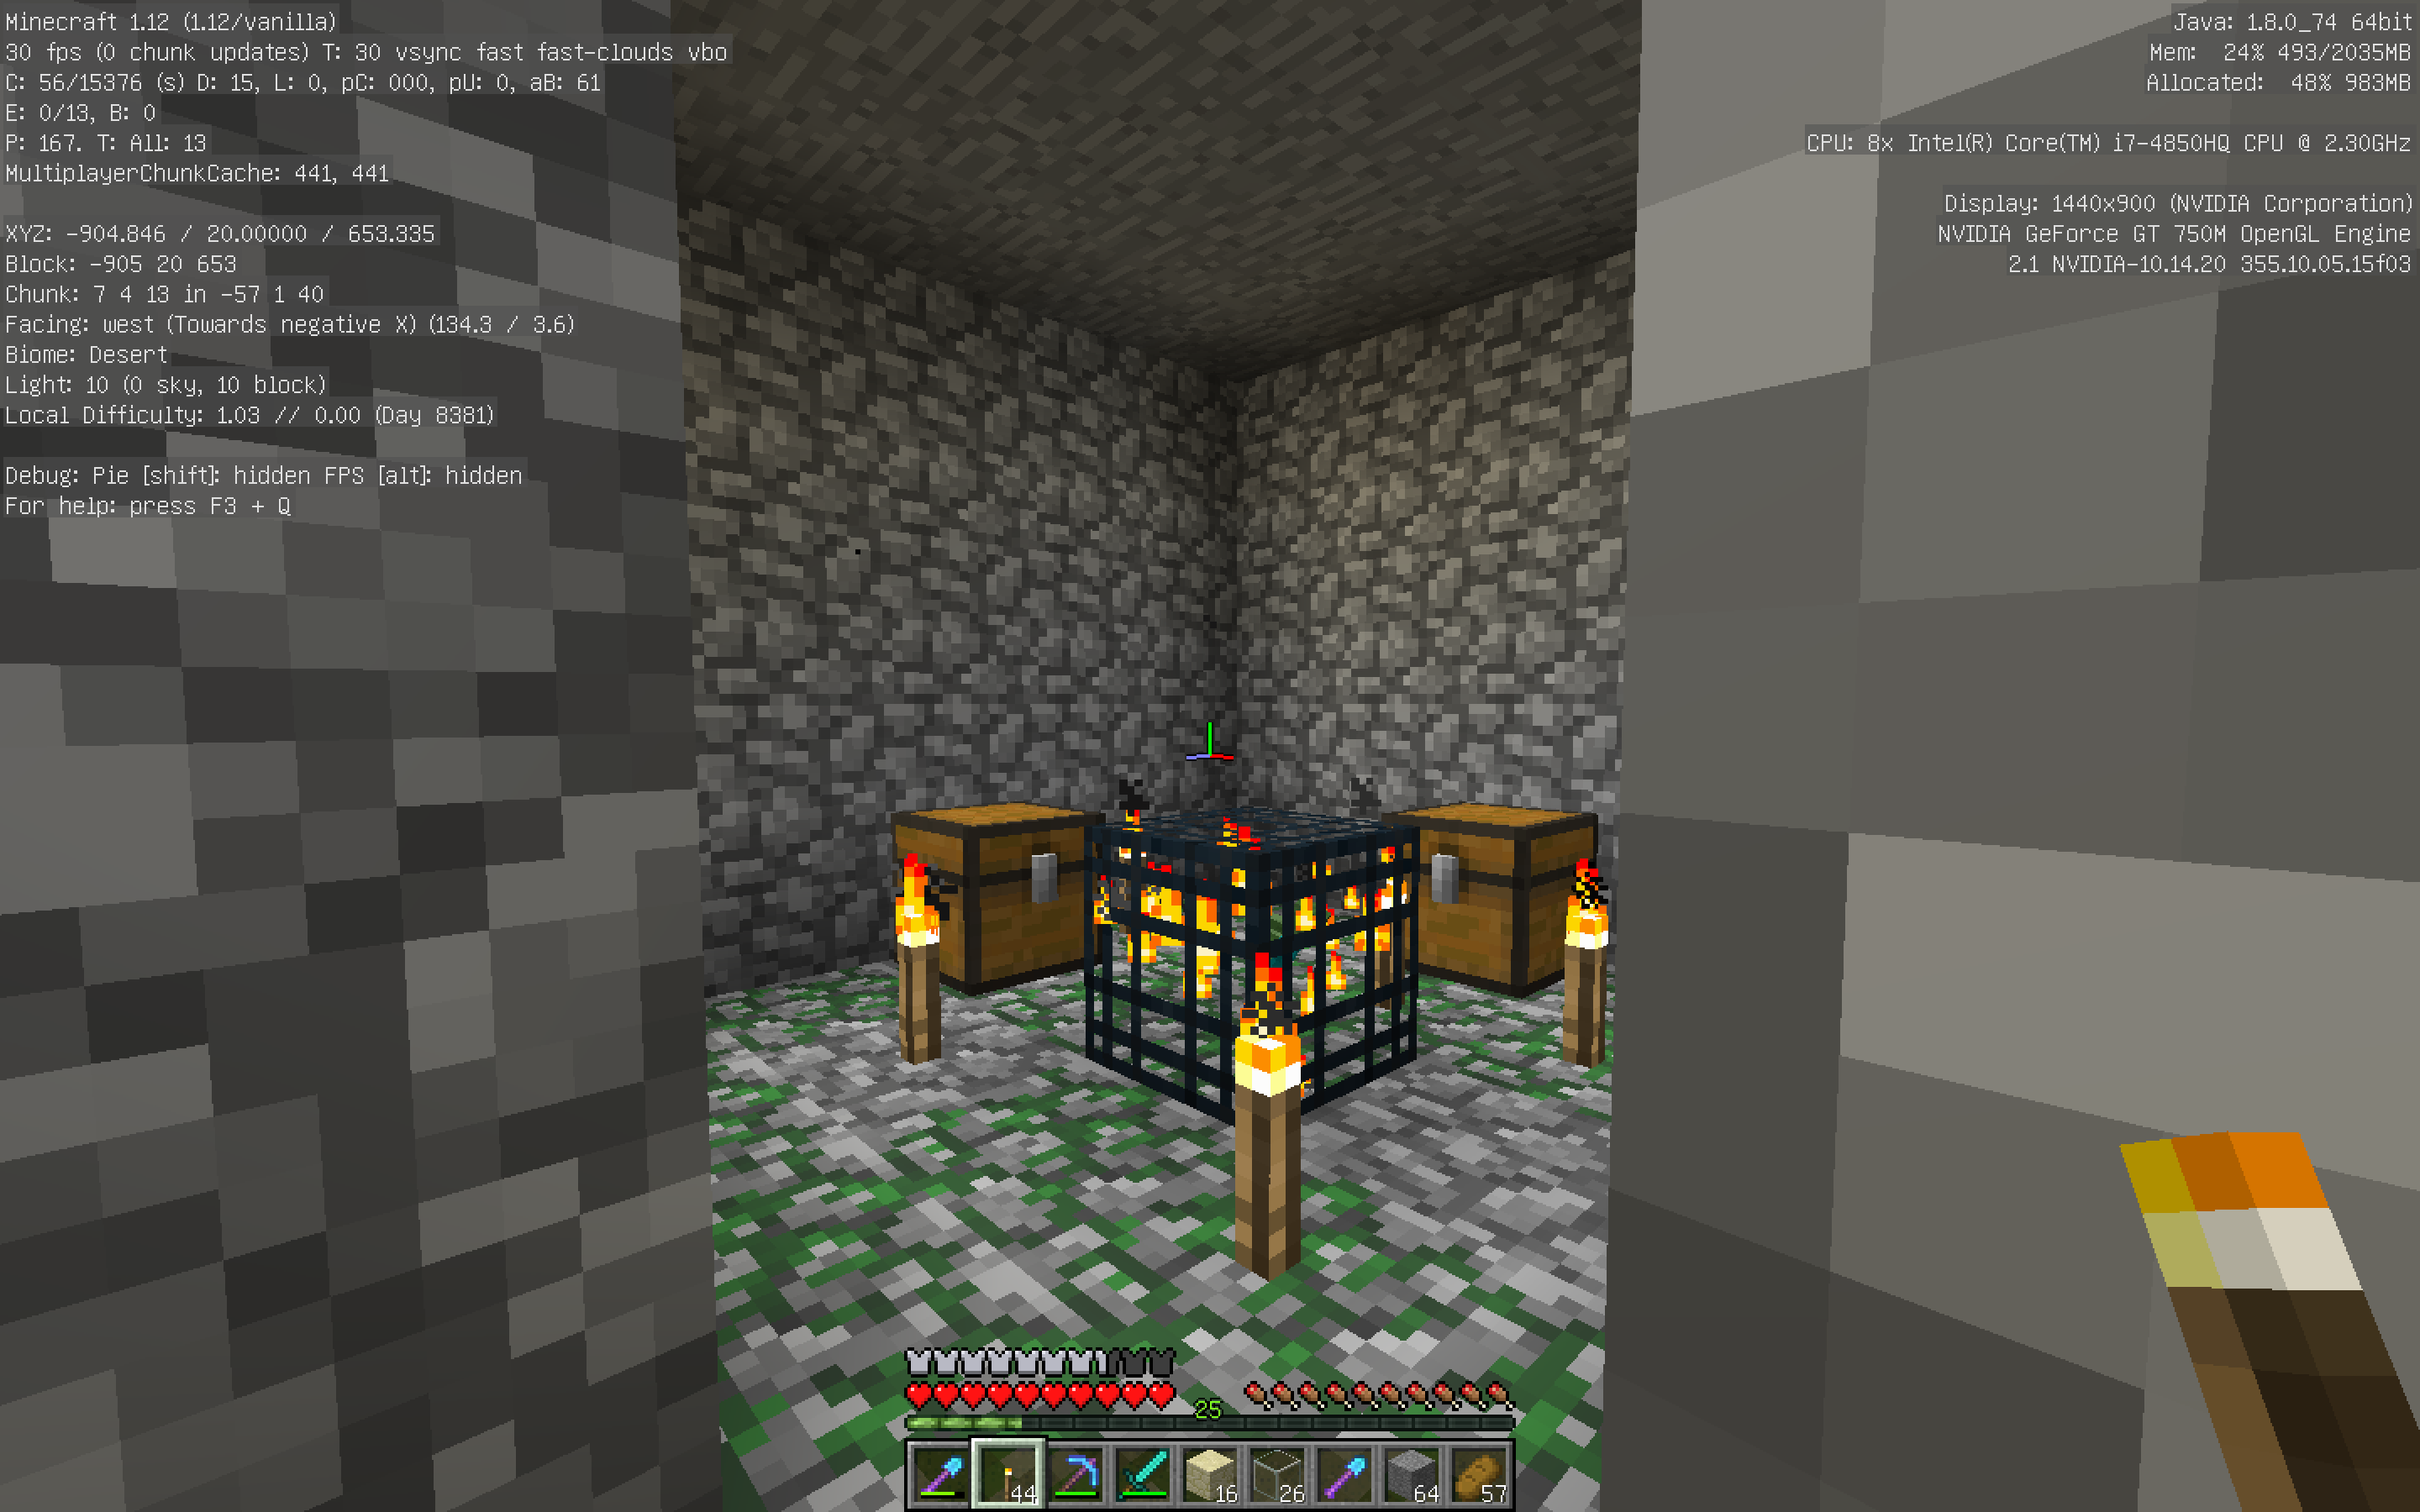 Minecraft 1.12 (1.12/vanilla)
30 fps (0 chunk updates) T: 30 vsync fast fast-clouds vbo
C: 56/15376 (s) D: 15, L: 0, pC: 000, pU: 0, aB: 61
E: 0/13, B: 0
P: 167. T: All: 13
MultiplayerChunkCache: 441, 441
XYZ: -904.846 / 20.00000 / 653.335
Block: -905 20 653
Chunk: 7 4 13 in -57 1 40
Facing: west (Towards negative X) (134.3 / 3.6)
Biome: Desert
Light: 10 (0 sky, 10 block)
Local Difficulty: 1.03 // 0.00 (Day 8381)
Debug: Pie [shift]: hidden FPS [alt]: hidden
For help: press F3 + Q
Java: 1.8.0_74 64bit
Mem: 24% 493/2035MB
Allocated: 48% 983MB
CPU: 8x Intel(R) Core(TM) i7-4850HQ CPU @ 2.30GHz
Display: 1440x900 (NVIDIA Corporation)
NVIDIA GeForce GT 750M OpenGL Engine
2.1 NVIDIA-10.14.20 355.10.05.15f03
25
44 16 26 64 57